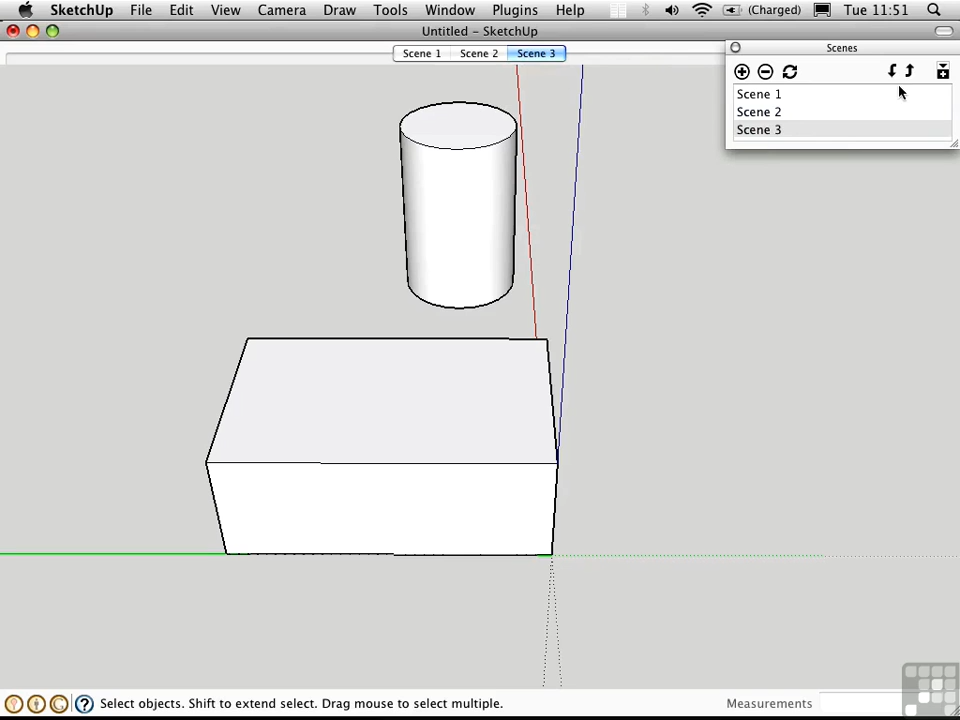 SketchUp File Edit View Camera Draw Tools Window Plugins Help (Charged) Tue 11:51
Untitled – SketchUp
Scene 1 Scene 2 Scene 3
Scenes
Scene 1
Scene 2
Scene 3
Select objects. Shift to extend select. Drag mouse to select multiple. Measurements